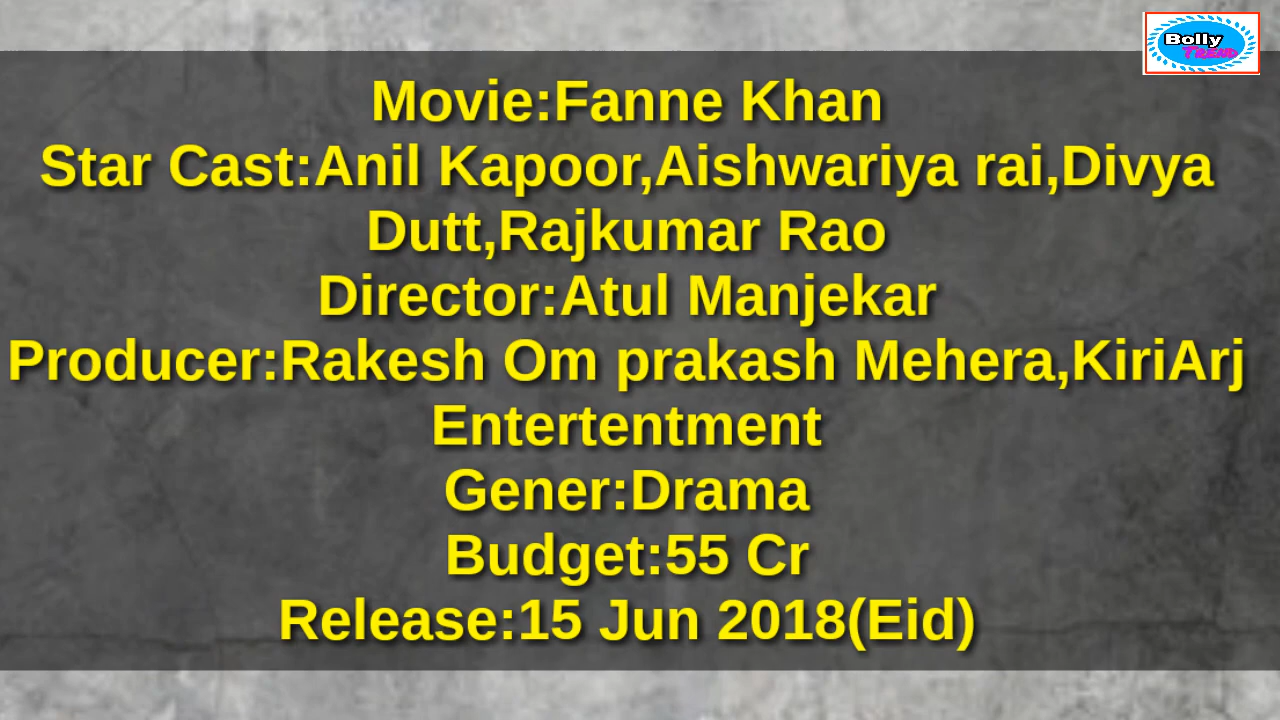 Bolly
TREND
Movie:Fanne Khan
Star Cast:Anil Kapoor,Aishwariya rai,Divya
Dutt,Rajkumar Rao
Director:Atul Manjekar
Producer:Rakesh Om prakash Mehera,KiriArj
Entertentment
Gener:Drama
Budget:55 Cr
Release:15 Jun 2018(Eid)